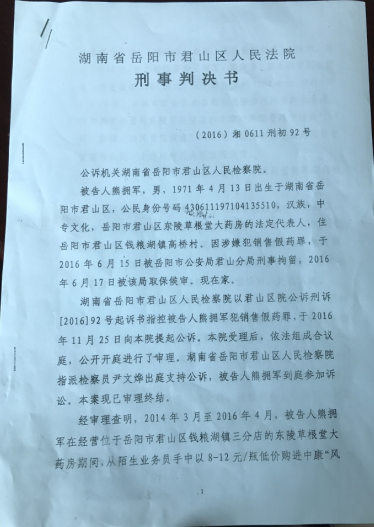 湖南省岳阳市君山区人民法院
刑事判决书
（2016）湘0611刑初92号
公诉机关湖南省岳阳市君山区人民检察院。
被告人熊拥军，男，1971年4月13日出生于湖南省岳
阳市君山区，公民身份号码430611197104135510，汉族，中
专文化，岳阳市君山区东陵草根堂大药房的法定代表人，住
岳阳市君山区钱粮湖镇高桥村。因涉嫌犯销售假药罪，于
2016年6月15日被岳阳市公安局君山分局刑事拘留，2016
年6月17日被该局取保候审。现在家。
湖南省岳阳市君山区人民检察院以君山区院公诉刑诉
[2016]92号起诉书指控被告人熊拥军犯销售假药罪，于2016
年11月25日向本院提起公诉。本院受理后，依法组成合议
庭，公开开庭进行了审理。湖南省岳阳市君山区人民检察院
指派检察员尹文烨出庭支持公诉，被告人熊拥军到庭参加诉
讼。本案现已审理终结。
经审理查明，2014年3月至2016年4月，被告人熊拥
军在经营位于岳阳市君山区钱粮湖镇三分店的东陵草根堂大
药房期间，从陌生业务员手中以8-12元/瓶低价购进中康“风
1